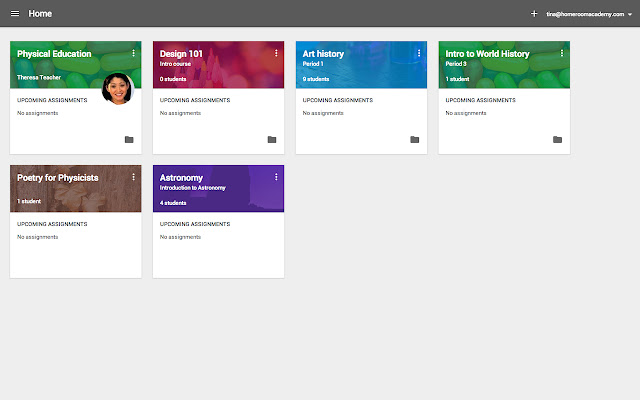 Home
tina@homeroomacademy.com
Physical Education
Theresa Teacher
UPCOMING ASSIGNMENTS
No assignments
Design 101
Intro course
0 students
UPCOMING ASSIGNMENTS
No assignments
Art history
Period 1
9 students
UPCOMING ASSIGNMENTS
No assignments
Intro to World History
Period 3
1 student
UPCOMING ASSIGNMENTS
No assignments
Poetry for Physicists
1 student
UPCOMING ASSIGNMENTS
No assignments
Astronomy
Introduction to Astronomy
4 students
UPCOMING ASSIGNMENTS
No assignments